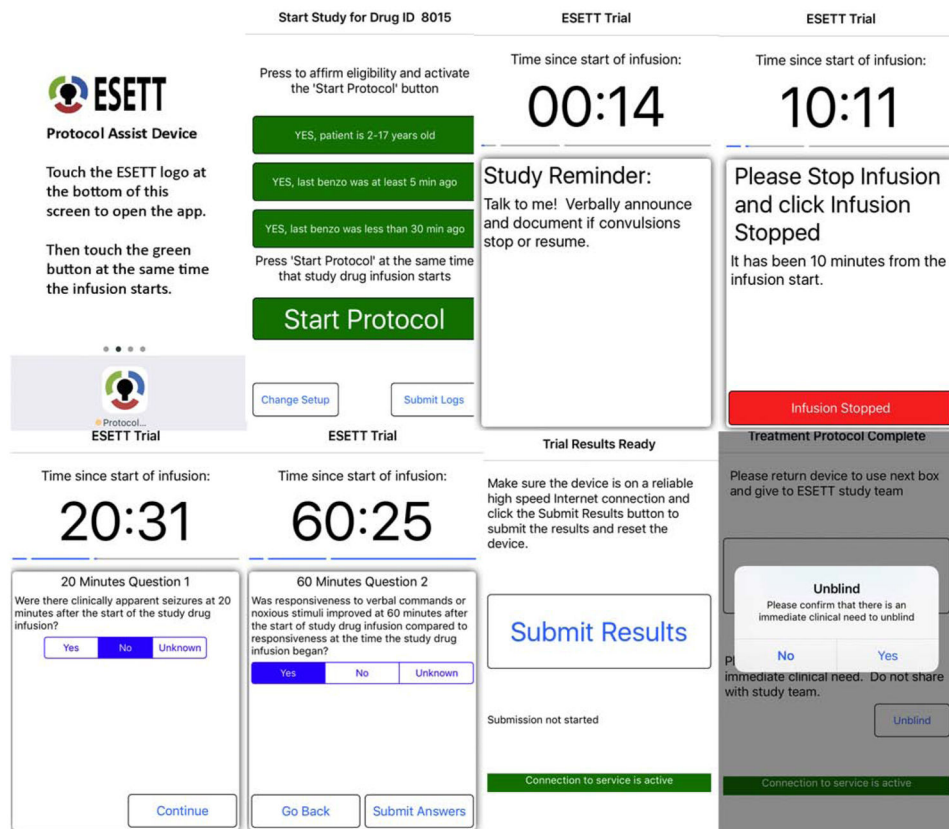 ESETT
Protocol Assist Device
Touch the ESETT logo at
the bottom of this
screen to open the app.
Then touch the green
button at the same time
the infusion starts.
Protocol...
Start Study for Drug ID 8015
Press to affirm eligibility and activate
the 'Start Protocol' button
YES, patient is 2-17 years old
YES, last benzo was at least 5 min ago
YES, last benzo was less than 30 min ago
Press 'Start Protocol' at the same time
that study drug infusion starts
Start Protocol
Change Setup
Submit Logs
ESETT Trial
Time since start of infusion:
00:14
Study Reminder:
Talk to me! Verbally announce
and document if convulsions
stop or resume.
ESETT Trial
Time since start of infusion:
10:11
Please Stop Infusion
and click Infusion
Stopped
It has been 10 minutes from the
infusion start.
Infusion Stopped
ESETT Trial
Time since start of infusion:
20:31
20 Minutes Question 1
Were there clinically apparent seizures at 20
minutes after the start of the study drug
infusion?
Yes No Unknown
Continue
ESETT Trial
Time since start of infusion:
60:25
60 Minutes Question 2
Was responsiveness to verbal commands or
noxious stimuli improved at 60 minutes after
the start of study drug infusion compared to
responsiveness at the time the study drug
infusion began?
Yes No Unknown
Go Back
Submit Answers
Trial Results Ready
Make sure the device is on a reliable
high speed Internet connection and
click the Submit Results button to
submit the results and reset the
device.
Submit Results
Submission not started
Connection to service is active
Treatment Protocol Complete
Please return device to use next box
and give to ESETT study team
Unblind
Please confirm that there is an
immediate clinical need to unblind
No Yes
immediate clinical need. Do not share
with study team.
Unblind
Connection to service is active